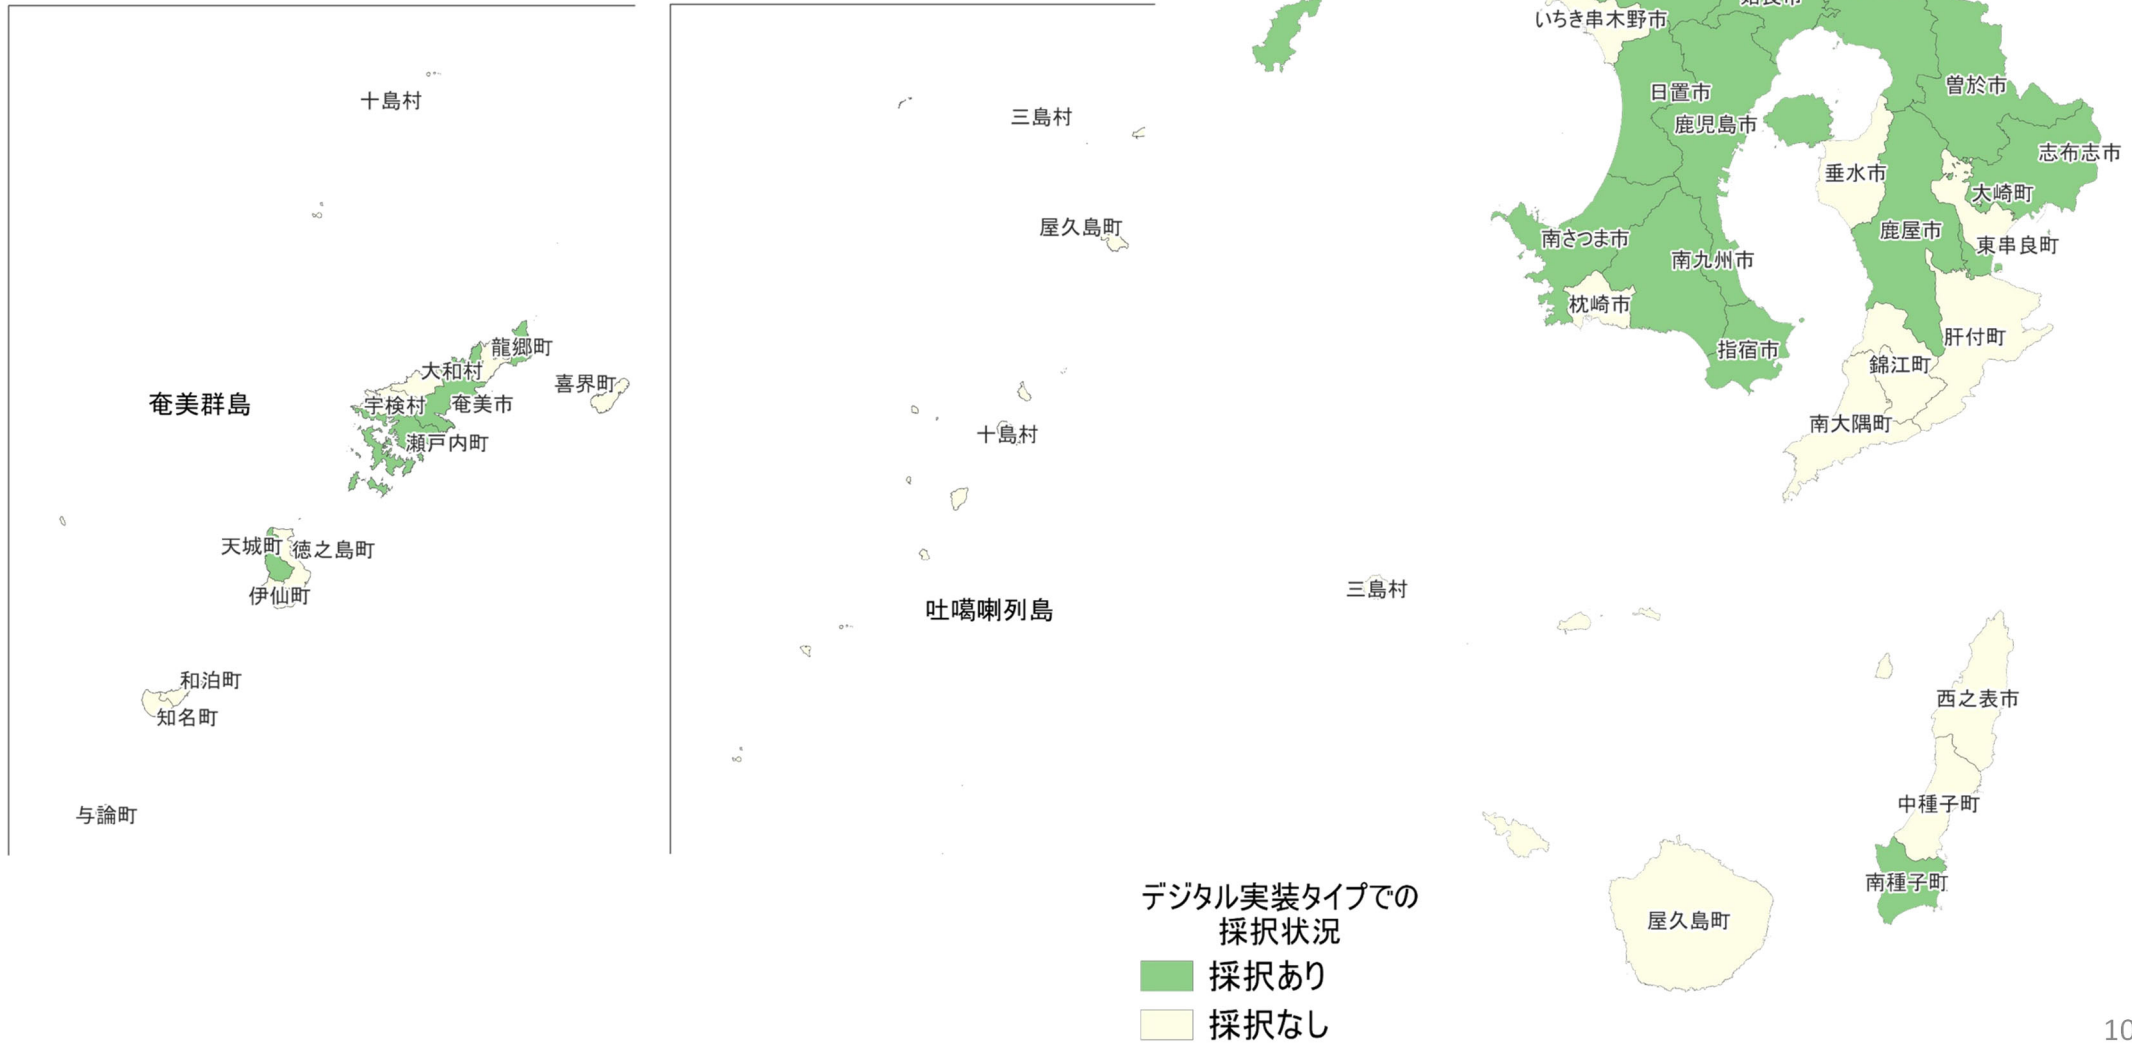 十島村
龍郷町
大和村
喜界町
宇検村
奄美市
奄美群島
瀬戸内町
天城町
徳之島町
伊仙町
和泊町
知名町
与論町
三島村
屋久島町
十島村
吐噶喇列島
姶良市
いちき串木野市
日置市
曽於市
鹿児島市
志布志市
垂水市
大崎町
鹿屋市
南さつま市
東串良町
南九州市
枕崎市
肝付町
指宿市
錦江町
南大隅町
三島村
西之表市
中種子町
南種子町
屋久島町
デジタル実装タイプでの
採択状況
採択あり
採択なし
10